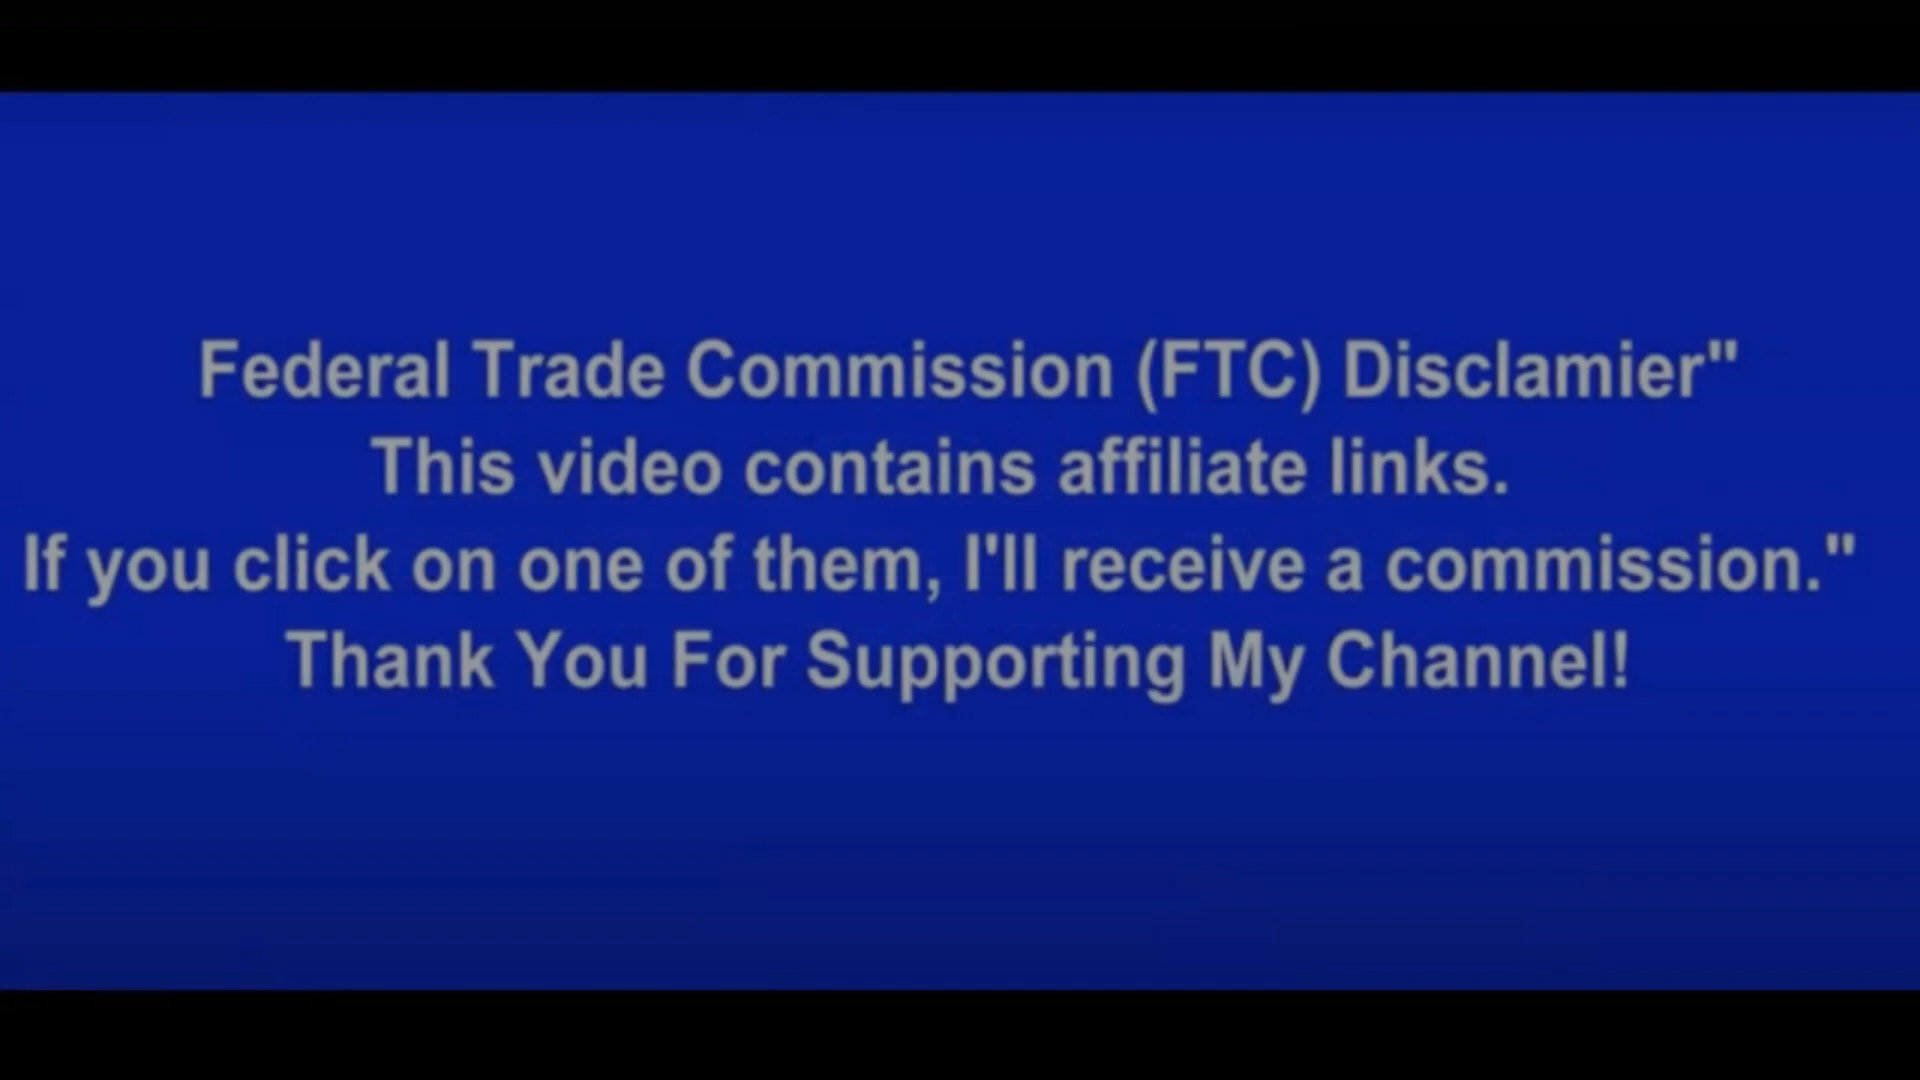 Federal Trade Commission (FTC) Disclamier"
This video contains affiliate links.
If you click on one of them, I'll receive a commission."
Thank You For Supporting My Channel!